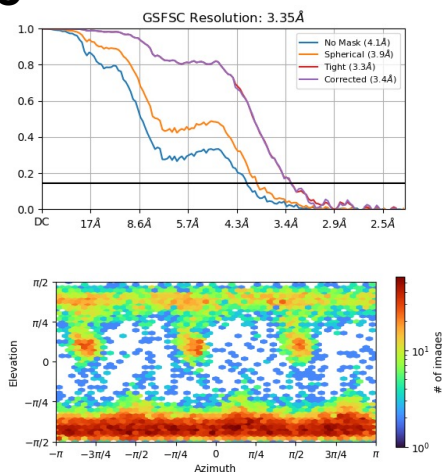 GSFSC Resolution: 3.35Å
1.0
0.8
0.6
0.4
0.2
0.0
No Mask (4.1Å)
Spherical (3.9Å)
Tight (3.3Å)
Corrected (3.4Å)
DC 17Å 8.6Å 5.7Å 4.3Å 3.44Å 2.9Å 2.55Å
π/2
π/4
0
−π/4
−π/2
Elevation
−π −3π/4 −π/2 −π/4 0 π/4 π/2 3π/4 π
Azimuth
10¹
10⁰
# of images